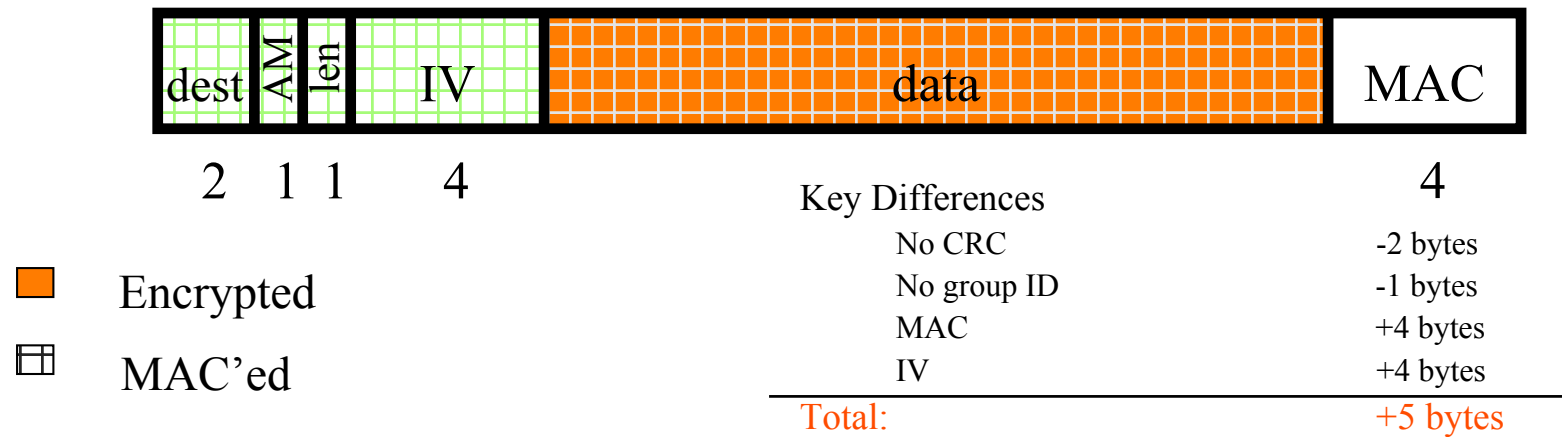 dest AM len IV data MAC
2 1 1 4 4
Key Differences
No CRC -2 bytes
No group ID -1 bytes
MAC +4 bytes
IV +4 bytes
Total: +5 bytes
Encrypted
MAC’ed